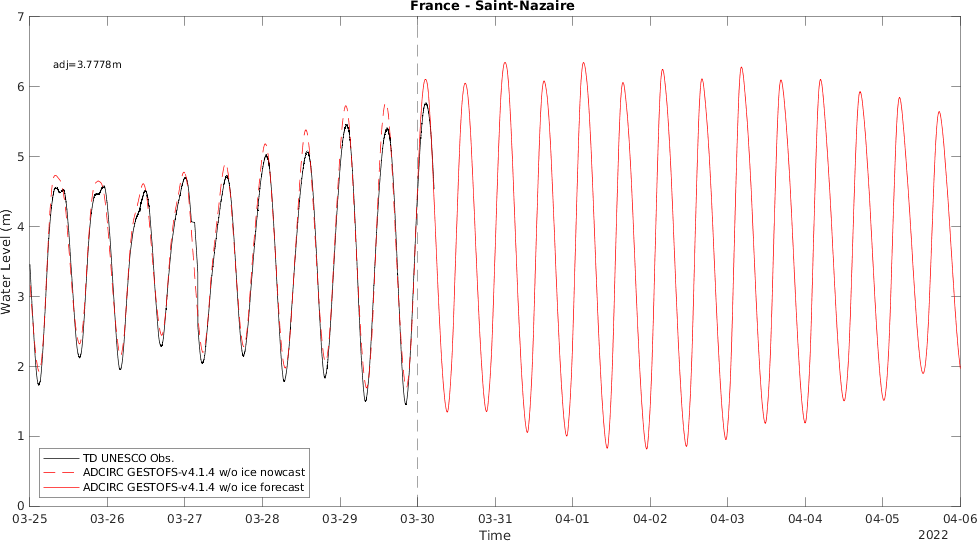 France - Saint-Nazaire
adj=3.7778m
Water Level (m)
7
6
5
4
3
2
1
0
TD UNESCO Obs.
ADCIRC GESTOFS-v4.1.4 w/o ice nowcast
ADCIRC GESTOFS-v4.1.4 w/o ice forecast
03-25 03-26 03-27 03-28 03-29 03-30 03-31 04-01 04-02 04-03 04-04 04-05 04-06
Time
2022